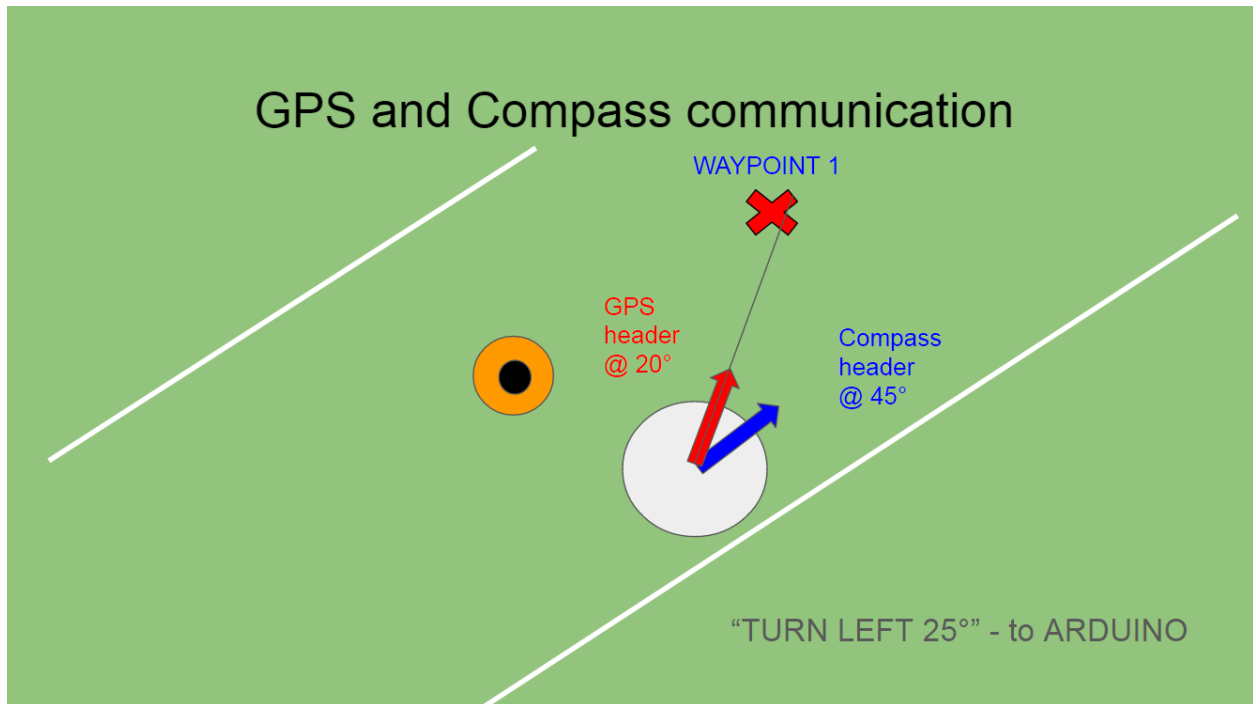 GPS and Compass communication
WAYPOINT 1
GPS
header
@ 20°
Compass
header
@ 45°
“TURN LEFT 25°” - to ARDUINO